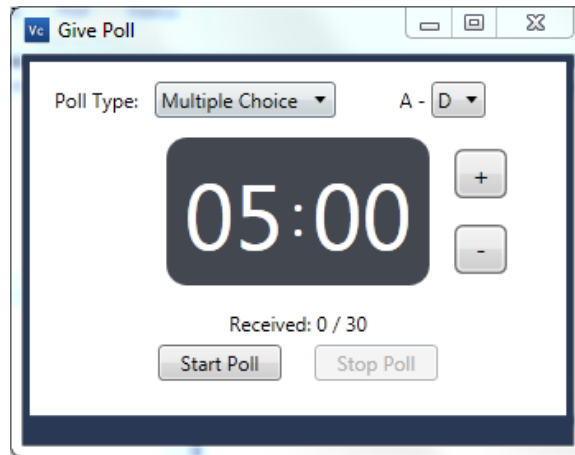 Vc Give Poll
Poll Type: Multiple Choice A - D
05:00
+
-
Received: 0 / 30
Start Poll Stop Poll